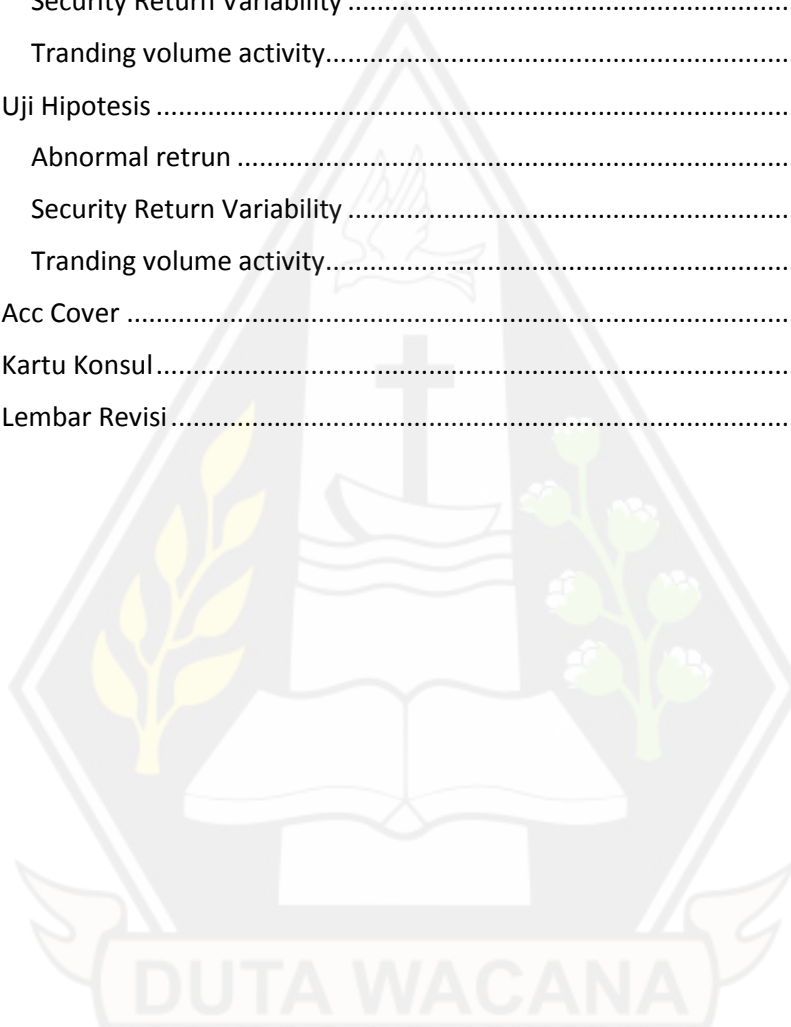 Security Return Variability ................................................................
Tranding volume activity................................................................
Uji Hipotesis ................................................................
Abnormal retrun ................................................................
Security Return Variability ................................................................
Tranding volume activity................................................................
Acc Cover ................................................................
Kartu Konsul................................................................
Lembar Revisi ................................................................
DUTA WACANA